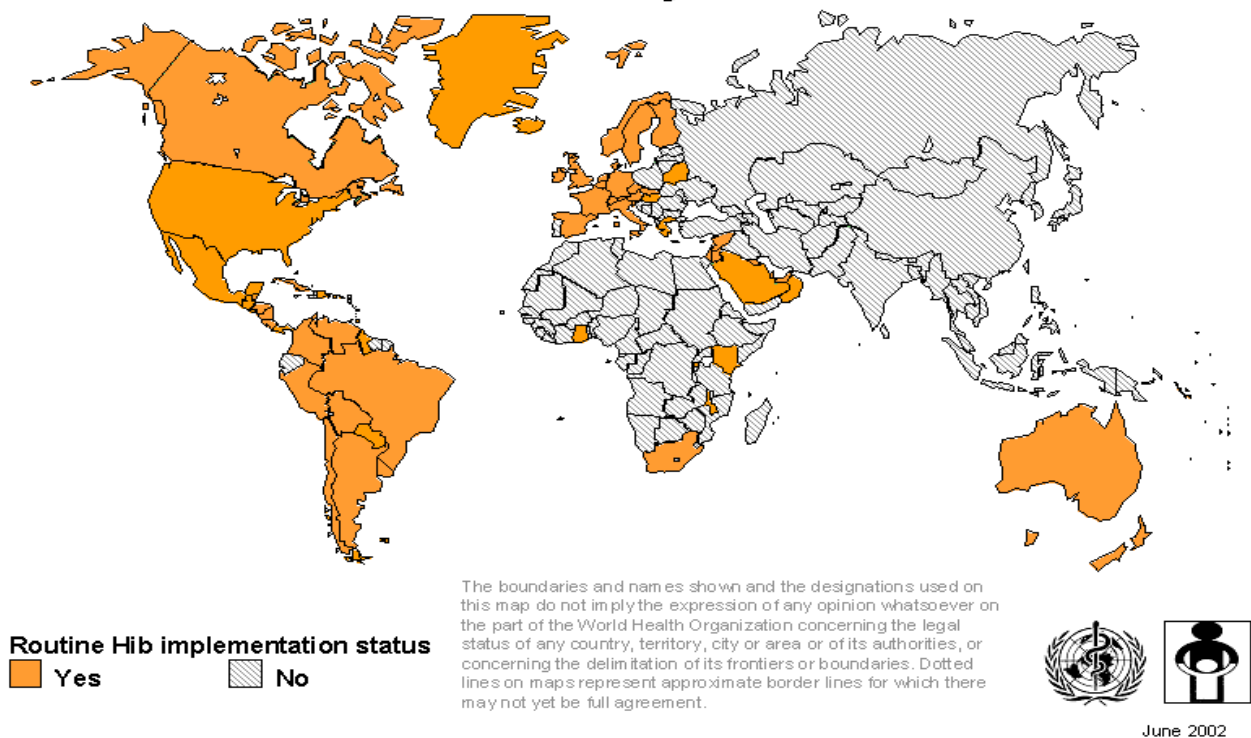 The boundaries and names shown and the designations used on
this map do not imply the expression of any opinion whatsoever on
the part of the World Health Organization concerning the legal
status of any country, territory, city or area or of its authorities, or
concerning the delimitation of its frontiers or boundaries. Dotted
lines on maps represent approximate border lines for which there
may not yet be full agreement.
Routine Hib implementation status
Yes
No
June 2002